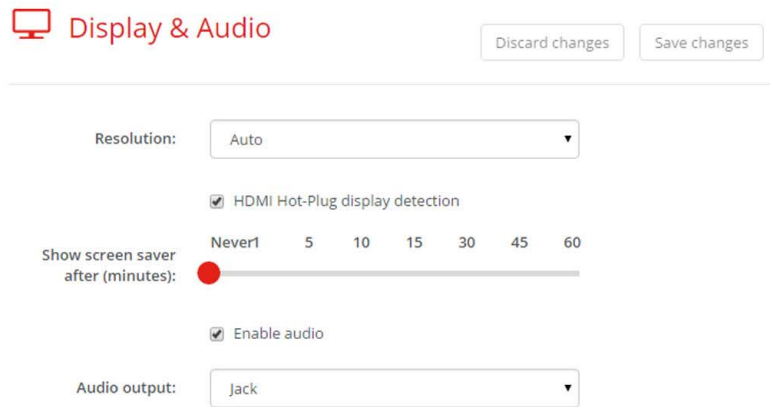 Display & Audio
Discard changes Save changes
Resolution: Auto
HDMI Hot-Plug display detection
Never1 5 10 15 30 45 60
Show screen saver
after (minutes):
Enable audio
Audio output: Jack